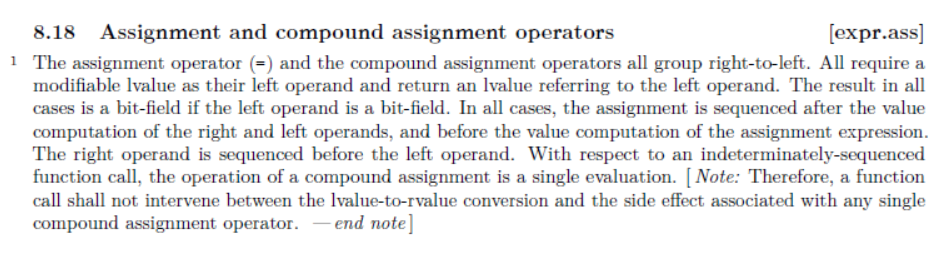 8.18 Assignment and compound assignment operators [expr.ass]
1 The assignment operator (=) and the compound assignment operators all group right-to-left. All require a
modifiable lvalue as their left operand and return an lvalue referring to the left operand. The result in all
cases is a bit-field if the left operand is a bit-field. In all cases, the assignment is sequenced after the value
computation of the right and left operands, and before the value computation of the assignment expression.
The right operand is sequenced before the left operand. With respect to an indeterminately-sequenced
function call, the operation of a compound assignment is a single evaluation. [ Note: Therefore, a function
call shall not intervene between the lvalue-to-rvalue conversion and the side effect associated with any single
compound assignment operator. — end note ]